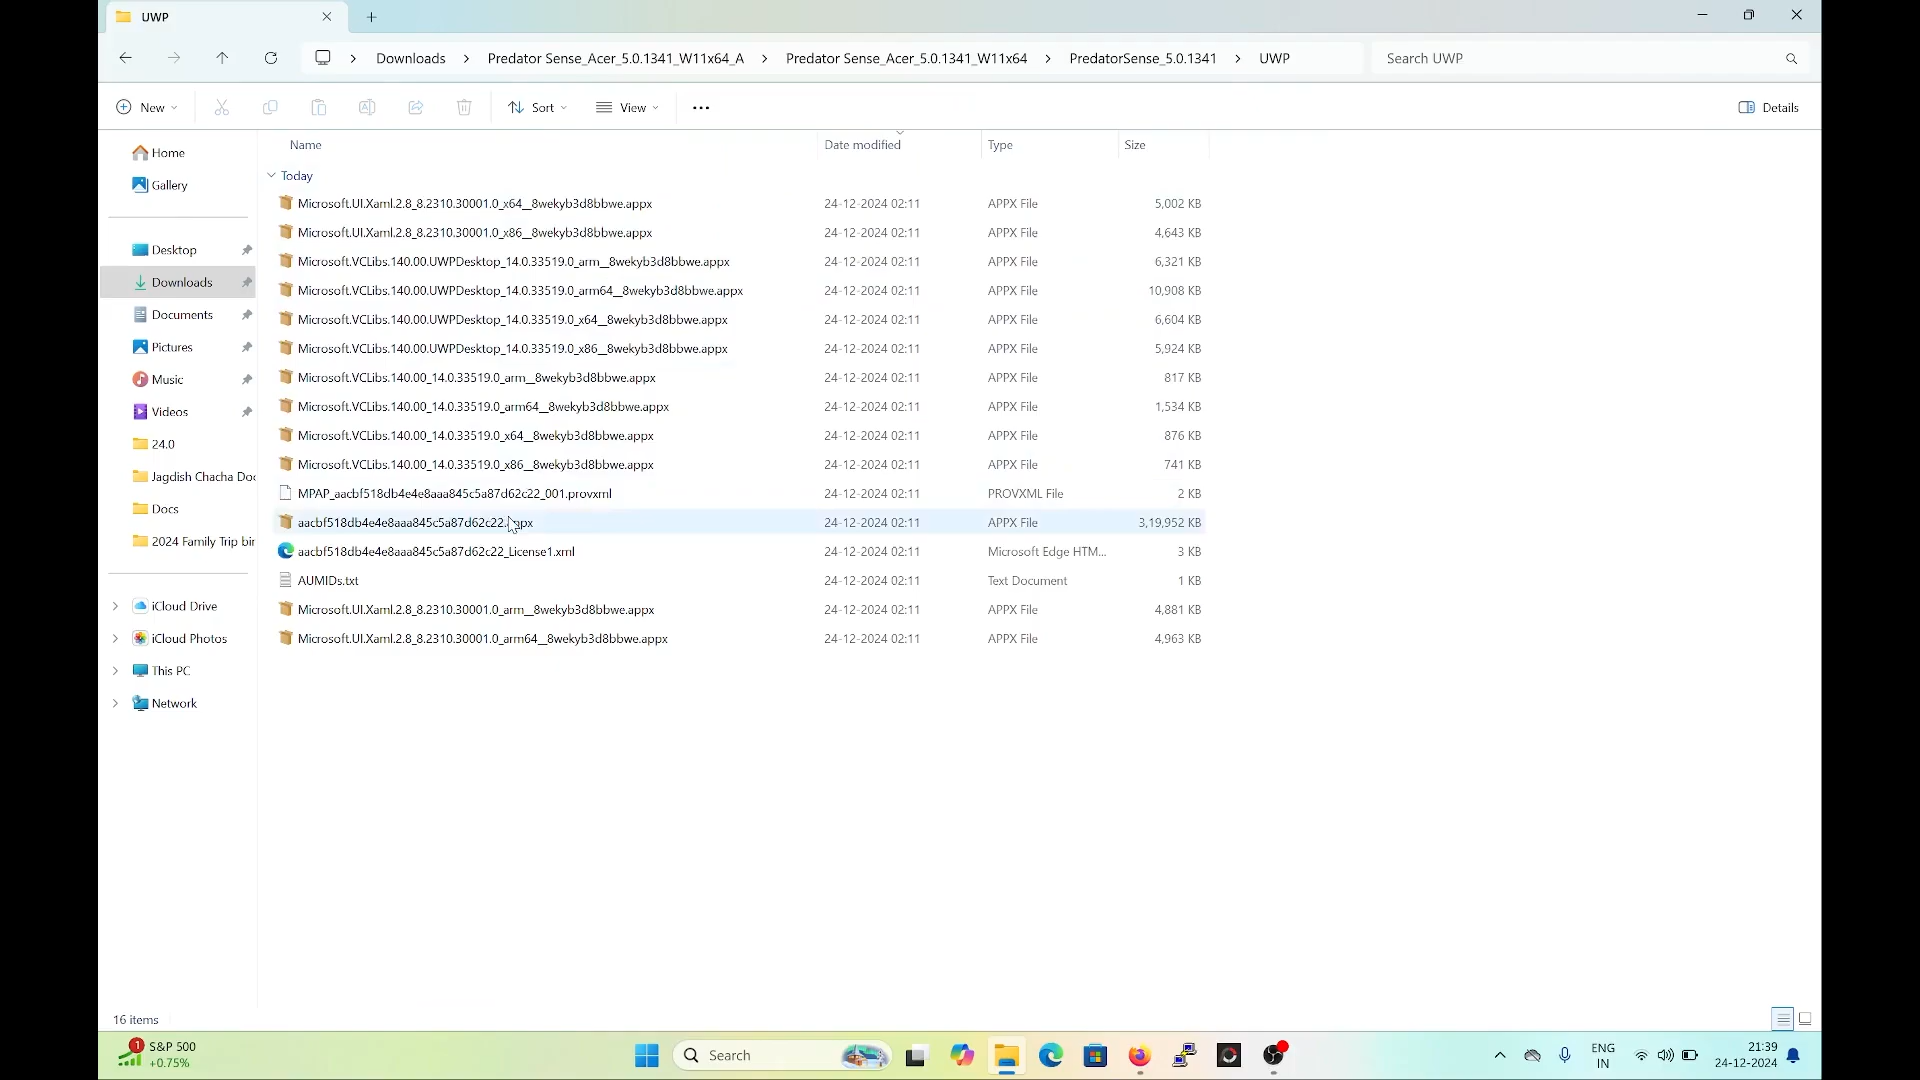 UWP
Downloads > Predator Sense_Acer_5.0.1341_W11x64_A > Predator Sense_Acer_5.0.1341_W11x64 > PredatorSense_5.0.1341 > UWP
Search UWP
New
Sort
View
Details
Name Date modified Type Size
Home
Gallery
Desktop
Downloads
Documents
Pictures
Music
Videos
24.0
Jagdish Chacha Doc
Docs
2024 Family Trip bir
iCloud Drive
iCloud Photos
This PC
Network
Today
Microsoft.UI.Xaml.2.8_8.2310.30001.0_x64__8wekyb3d8bbwe.appx 24-12-2024 02:11 APPX File 5,002 KB
Microsoft.UI.Xaml.2.8_8.2310.30001.0_x86__8wekyb3d8bbwe.appx 24-12-2024 02:11 APPX File 4,643 KB
Microsoft.VCLibs.140.00.UWPDesktop_14.0.33519.0_arm__8wekyb3d8bbwe.appx 24-12-2024 02:11 APPX File 6,321 KB
Microsoft.VCLibs.140.00.UWPDesktop_14.0.33519.0_arm64__8wekyb3d8bbwe.appx 24-12-2024 02:11 APPX File 10,908 KB
Microsoft.VCLibs.140.00.UWPDesktop_14.0.33519.0_x64__8wekyb3d8bbwe.appx 24-12-2024 02:11 APPX File 6,604 KB
Microsoft.VCLibs.140.00.UWPDesktop_14.0.33519.0_x86__8wekyb3d8bbwe.appx 24-12-2024 02:11 APPX File 5,924 KB
Microsoft.VCLibs.140.00_14.0.33519.0_arm__8wekyb3d8bbwe.appx 24-12-2024 02:11 APPX File 817 KB
Microsoft.VCLibs.140.00_14.0.33519.0_arm64__8wekyb3d8bbwe.appx 24-12-2024 02:11 APPX File 1,534 KB
Microsoft.VCLibs.140.00_14.0.33519.0_x64__8wekyb3d8bbwe.appx 24-12-2024 02:11 APPX File 876 KB
Microsoft.VCLibs.140.00_14.0.33519.0_x86__8wekyb3d8bbwe.appx 24-12-2024 02:11 APPX File 741 KB
MPAP_aacbf518db4e4e8aaa845c5a87d62c22_001.provxml 24-12-2024 02:11 PROVXML File 2 KB
aacbf518db4e4e8aaa845c5a87d62c22.appx 24-12-2024 02:11 APPX File 3,19,952 KB
aacbf518db4e4e8aaa845c5a87d62c22_License1.xml 24-12-2024 02:11 Microsoft Edge HTM... 3 KB
AUMIDs.txt 24-12-2024 02:11 Text Document 1 KB
Microsoft.UI.Xaml.2.8_8.2310.30001.0_arm__8wekyb3d8bbwe.appx 24-12-2024 02:11 APPX File 4,881 KB
Microsoft.UI.Xaml.2.8_8.2310.30001.0_arm64__8wekyb3d8bbwe.appx 24-12-2024 02:11 APPX File 4,963 KB
16 items
1
S&P 500
+0.75%
Search
ENG
IN
21:39
24-12-2024